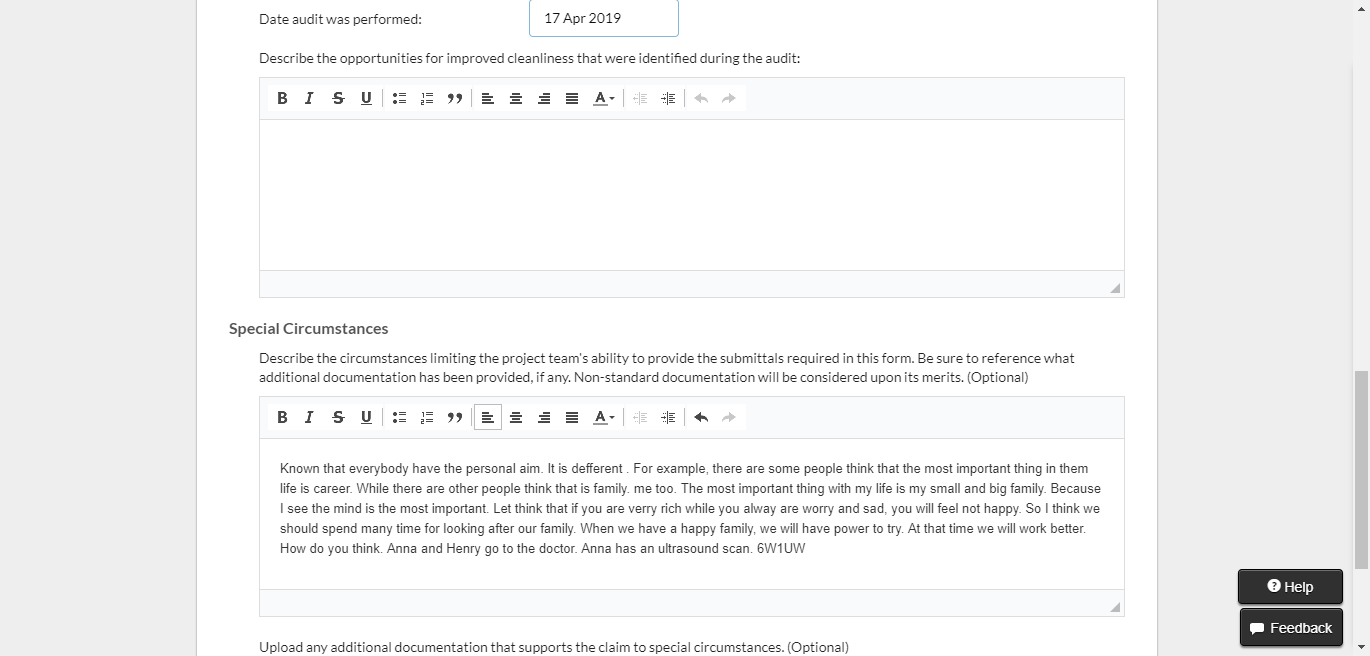 Date audit was performed:
17 Apr 2019
Describe the opportunities for improved cleanliness that were identified during the audit:
Special Circumstances
Describe the circumstances limiting the project team's ability to provide the submittals required in this form. Be sure to reference what
additional documentation has been provided, if any. Non-standard documentation will be considered upon its merits. (Optional)
Known that everybody have the personal aim. It is defferent . For example, there are some people think that the most important thing in them
life is career. While there are other people think that is family. me too. The most important thing with my life is my small and big family. Because
I see the mind is the most important. Let think that if you are verry rich while you alway are worry and sad, you will feel not happy. So I think we
should spend many time for looking after our family. When we have a happy family, we will have power to try. At that time we will work better.
How do you think. Anna and Henry go to the doctor. Anna has an ultrasound scan. 6W1UW
Help
Feedback
Upload any additional documentation that supports the claim to special circumstances. (Optional)